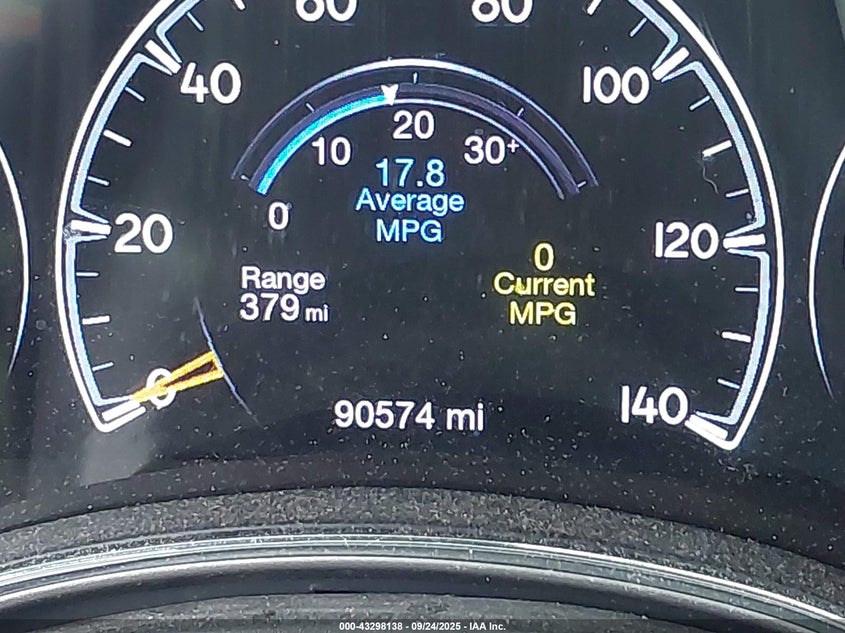 60 80
40 100
20
10 30+
17.8
Average
MPG
0
20 120
0
Current
MPG
Range
379 mi
0
90574 mi
140
000-43298138 - 09/24/2025 - IAA Inc.